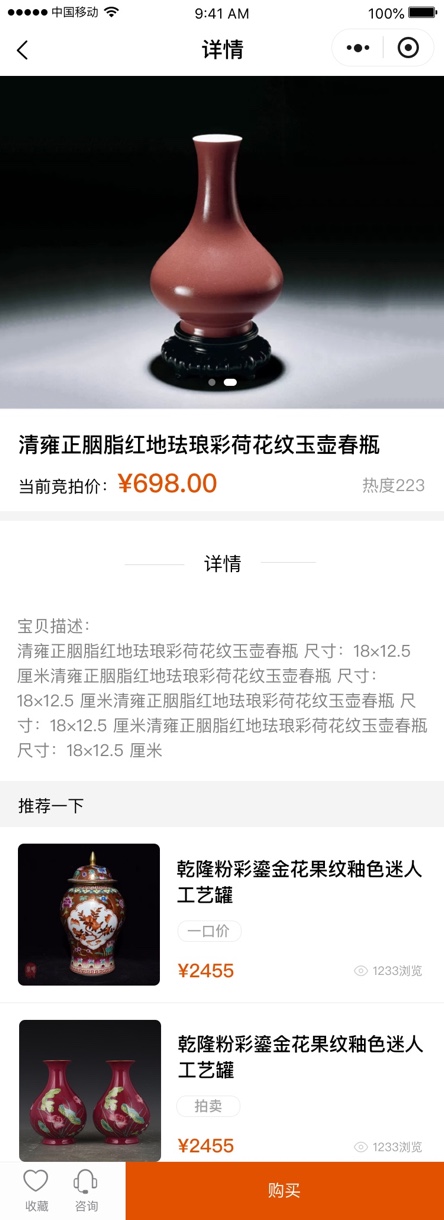 中国移动
9:41 AM
100%
详情
清雍正胭脂红地珐琅彩荷花纹玉壶春瓶
当前竞拍价：¥698.00
热度223
详情
宝贝描述：
清雍正胭脂红地珐琅彩荷花纹玉壶春瓶 尺寸：18×12.5
厘米清雍正胭脂红地珐琅彩荷花纹玉壶春瓶 尺寸：
18×12.5 厘米清雍正胭脂红地珐琅彩荷花纹玉壶春瓶 尺
寸：18×12.5 厘米清雍正胭脂红地珐琅彩荷花纹玉壶春瓶
尺寸：18×12.5 厘米
推荐一下
乾隆粉彩鎏金花果纹釉色迷人
工艺罐
一口价
¥2455
1233浏览
乾隆粉彩鎏金花果纹釉色迷人
工艺罐
拍卖
¥2455
1233浏览
收藏
咨询
购买